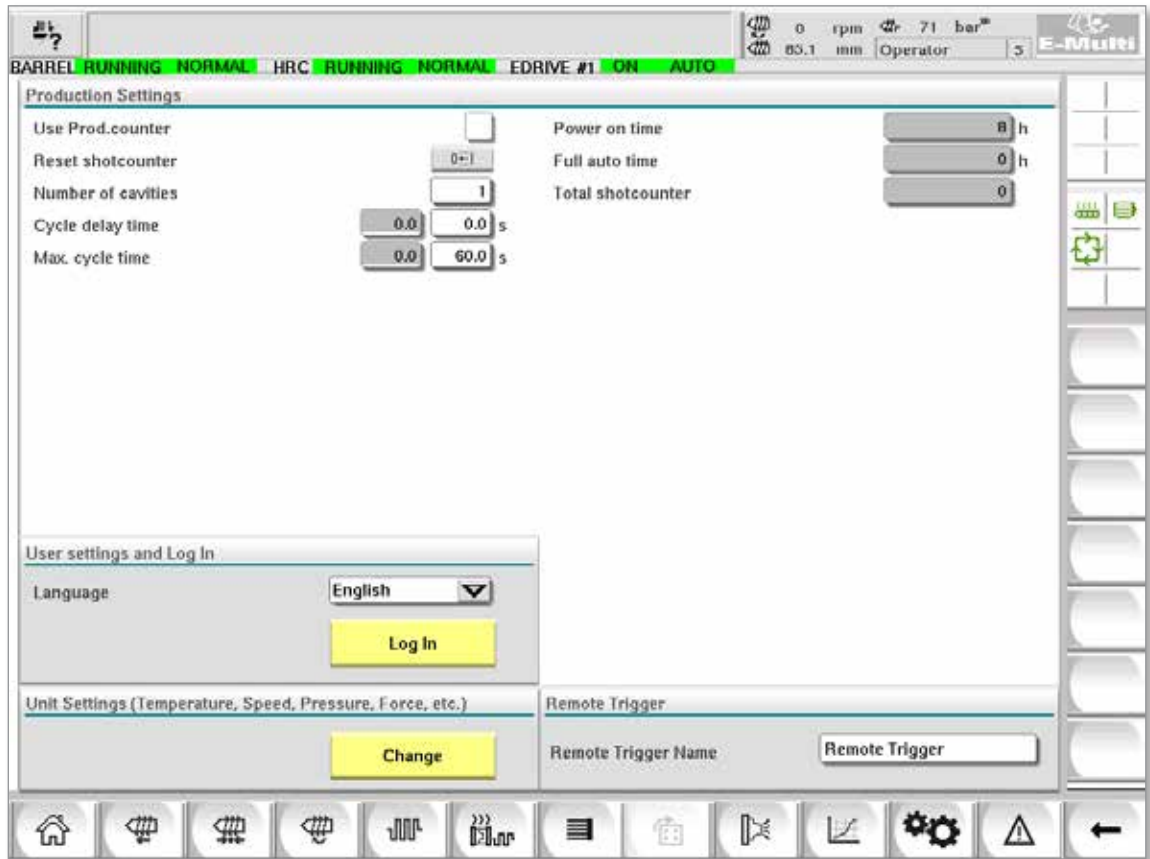 0 rpm 71 bar
65.1 mm Operator 5
E-Multi
BARREL RUNNING NORMAL HRC RUNNING NORMAL EDRIVE #1 ON AUTO
Production Settings
Use Prod.counter
Power on time 8 h
Reset shotcounter
Full auto time 0 h
Number of cavities 1
Total shotcounter 0
Cycle delay time 0.0 0.0 s
Max. cycle time 0.0 60.0 s
User settings and Log In
Language English
Log In
Unit Settings (Temperature, Speed, Pressure, Force, etc.)
Change
Remote Trigger
Remote Trigger Name Remote Trigger